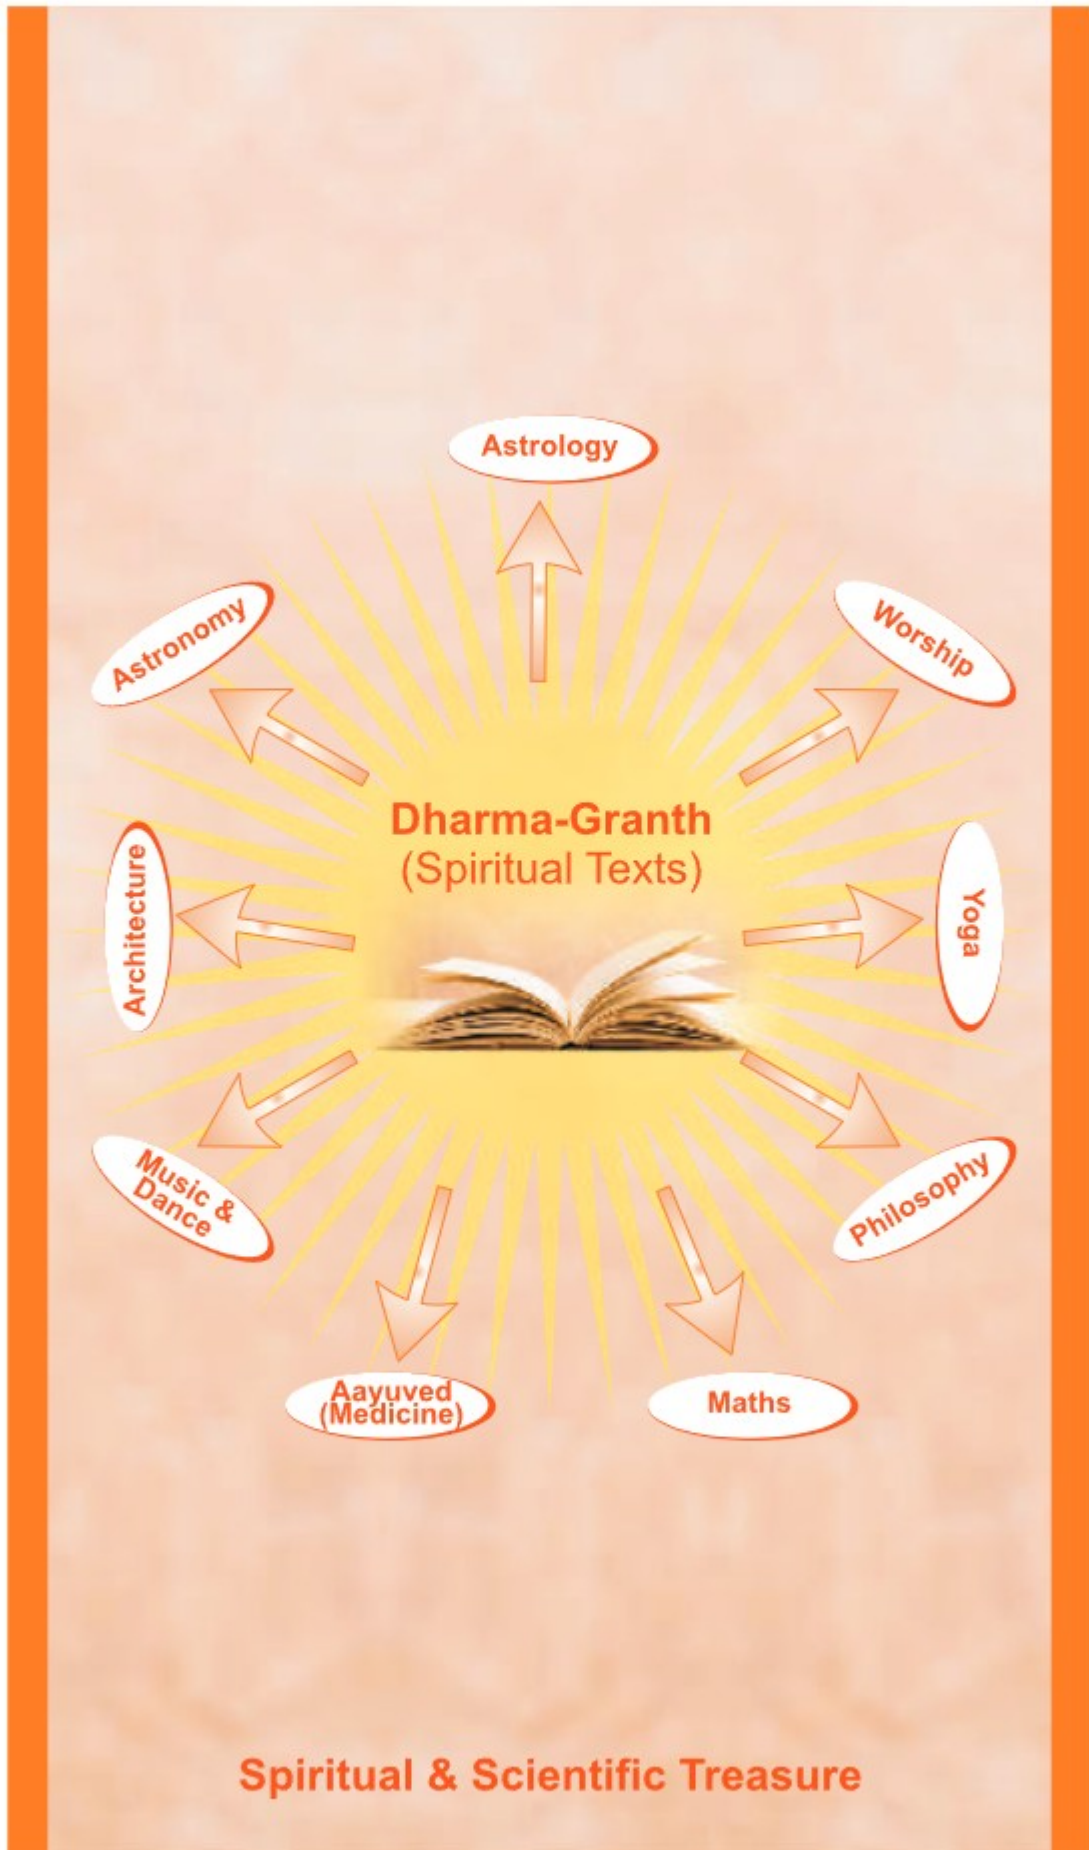 Astrology
Astronomy
Worship
Dharma-Granth
(Spiritual Texts)
Architecture
Yoga
Music &
Dance
Philosophy
Aayuved
(Medicine)
Maths
Spiritual & Scientific Treasure